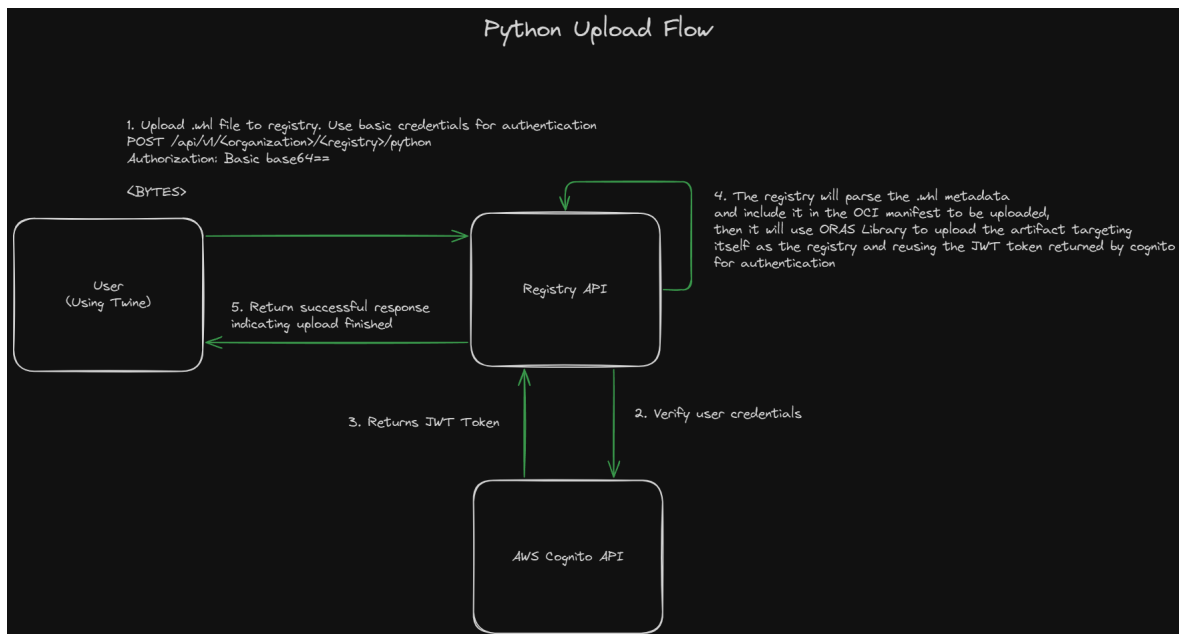 Python Upload Flow
1. Upload .whl file to registry. Use basic credentials for authentication
POST /api/v1/<organization>/<registry>/python
Authorization: Basic base64==
<BYTES>
4. The registry will parse the .whl metadata
and include it in the OCI manifest to be uploaded,
then it will use ORAS Library to upload the artifact targeting
itself as the registry and reusing the JWT token returned by cognito
for authentication
User
(Using Twine)
Registry API
5. Return successful response
indicating upload finished
3. Returns JWT Token
2. Verify user credentials
AWS Cognito API